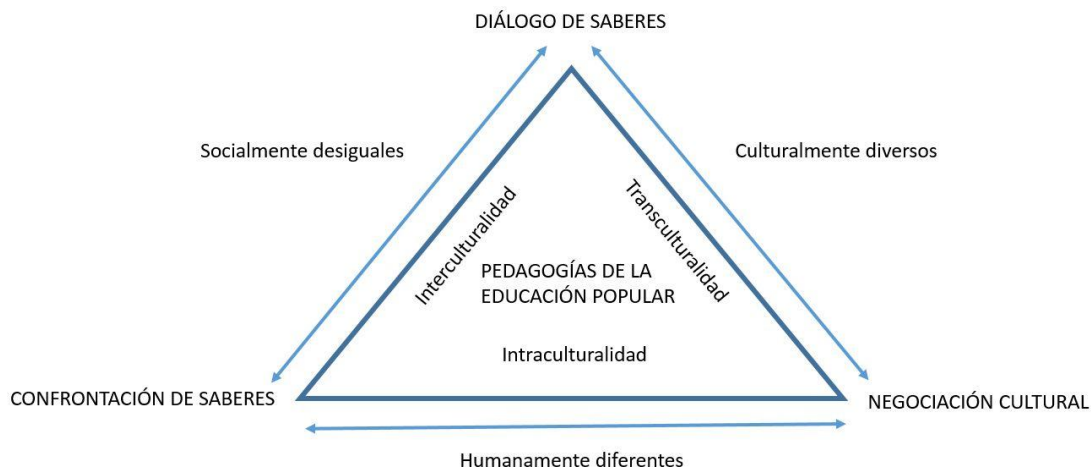 DIÁLOGO DE SABERES
Socialmente desiguales
Culturalmente diversos
Interculturalidad
Transculturalidad
PEDAGOGÍAS DE LA
EDUCACIÓN POPULAR
Intraculturalidad
CONFRONTACIÓN DE SABERES
NEGOCIACIÓN CULTURAL
Humanamente diferentes